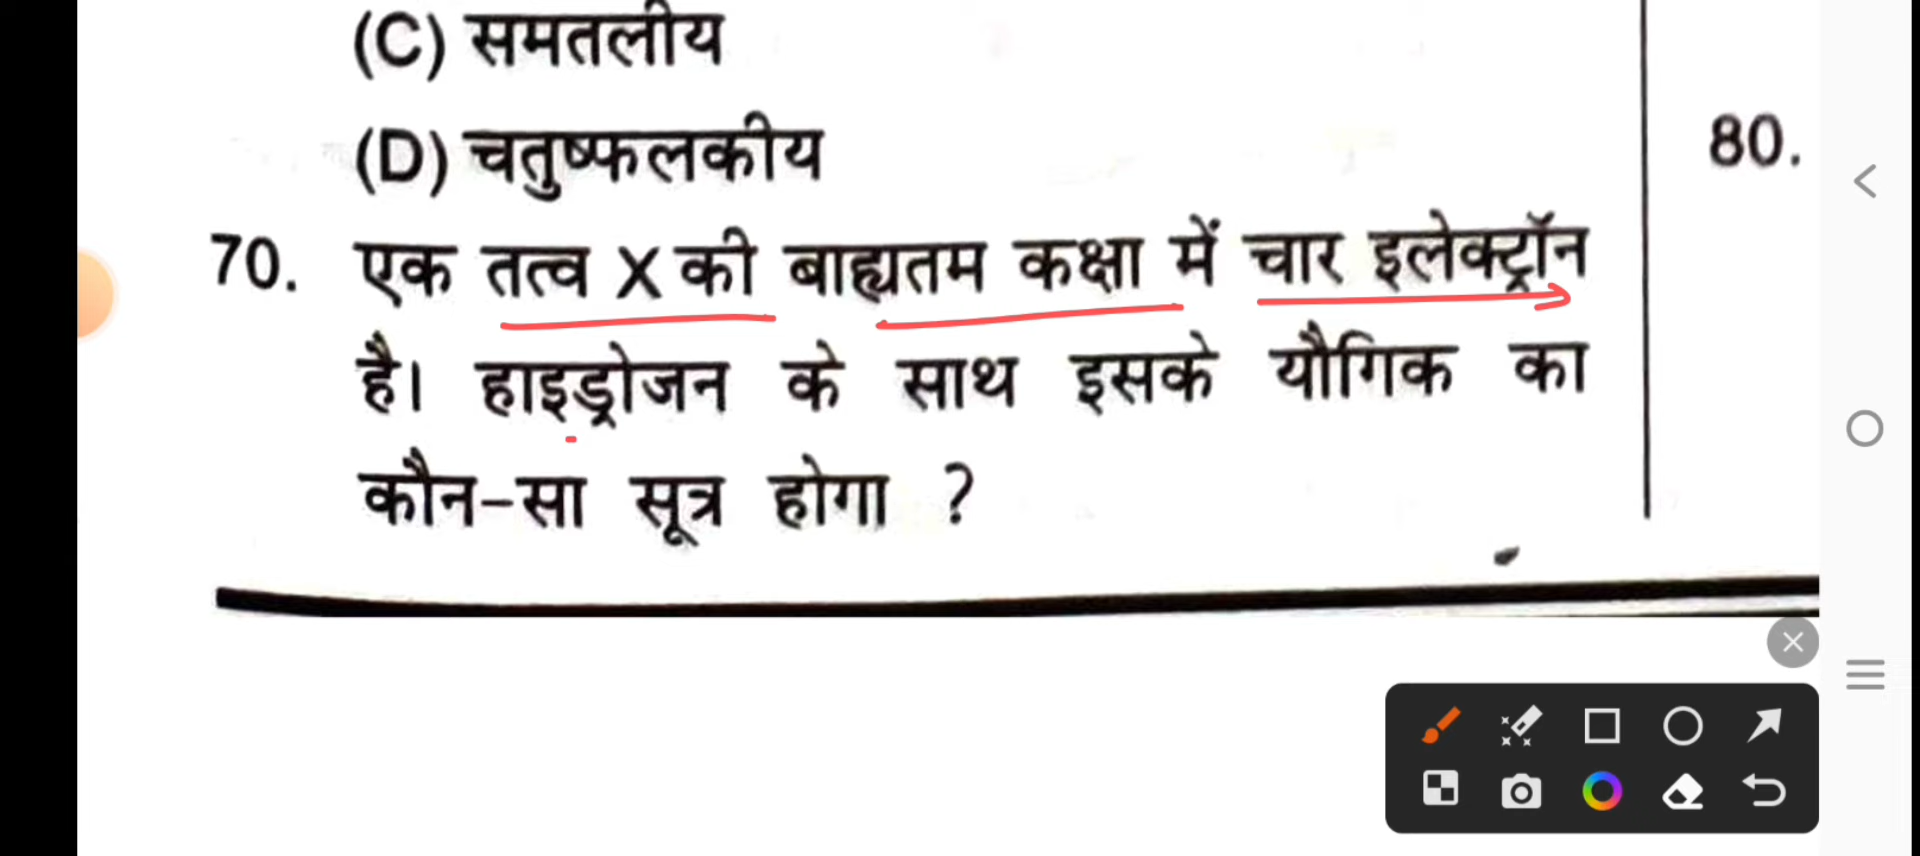 (C) समतलीय
(D) चतुष्फलकीय
70. एक तत्व X की बाह्यतम कक्षा में चार इलेक्ट्रॉन
है। हाइड्रोजन के साथ इसके यौगिक का
कौन-सा सूत्र होगा ?
80.